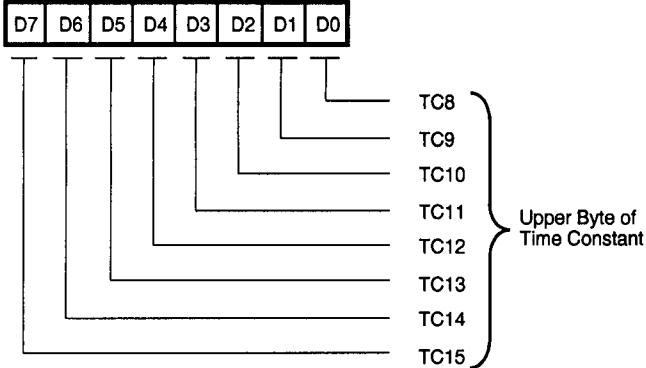 D7 D6 D5 D4 D3 D2 D1 D0
TC8
TC9
TC10
TC11
TC12
TC13
TC14
TC15
Upper Byte of
Time Constant